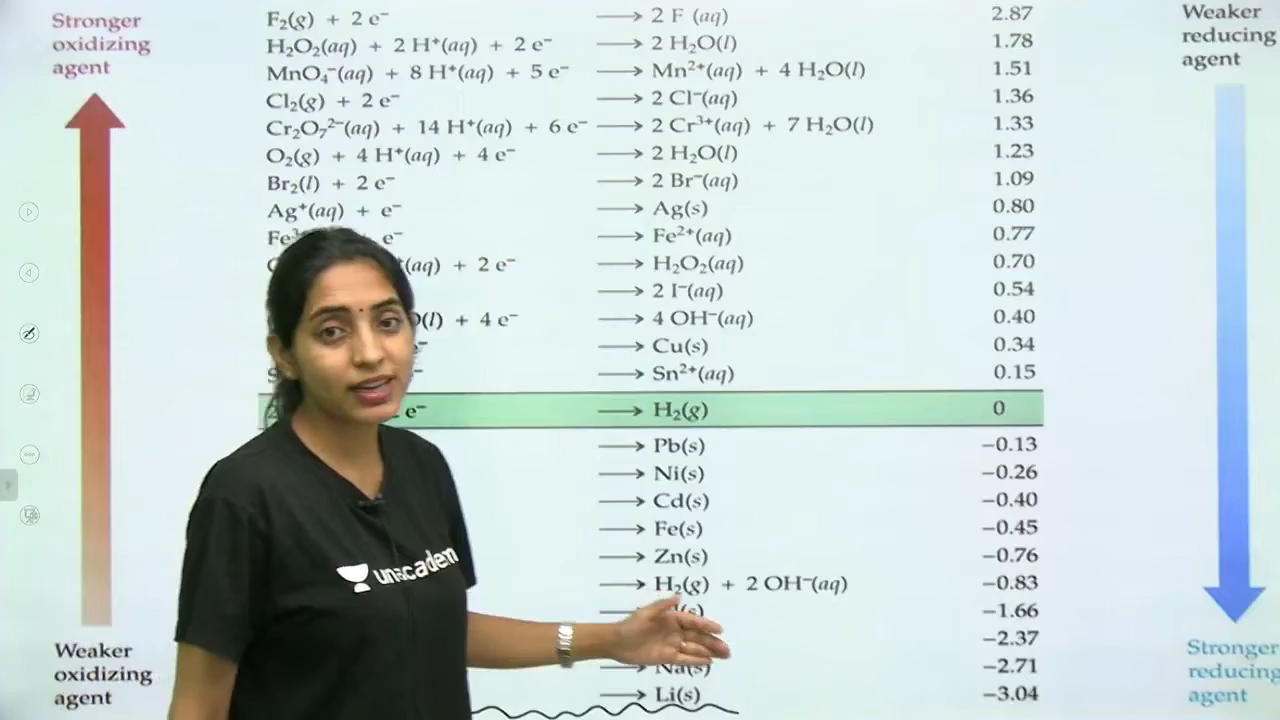 Stronger
oxidizing
agent
Weaker
reducing
agent
F₂(g) + 2 e⁻ ⟶ 2 F (aq) 2.87
H₂O₂(aq) + 2 H⁺(aq) + 2 e⁻ ⟶ 2 H₂O(l) 1.78
MnO₄⁻(aq) + 8 H⁺(aq) + 5 e⁻ ⟶ Mn²⁺(aq) + 4 H₂O(l) 1.51
Cl₂(g) + 2 e⁻ ⟶ 2 Cl⁻(aq) 1.36
Cr₂O₇²⁻(aq) + 14 H⁺(aq) + 6 e⁻ ⟶ 2 Cr³⁺(aq) + 7 H₂O(l) 1.33
O₂(g) + 4 H⁺(aq) + 4 e⁻ ⟶ 2 H₂O(l) 1.23
Br₂(l) + 2 e⁻ ⟶ 2 Br⁻(aq) 1.09
Ag⁺(aq) + e⁻ ⟶ Ag(s) 0.80
e⁻ ⟶ Fe²⁺(aq) 0.77
(aq) + 2 e⁻ ⟶ H₂O₂(aq) 0.70
⟶ 2 I⁻(aq) 0.54
(l) + 4 e⁻ ⟶ 4 OH⁻(aq) 0.40
⟶ Cu(s) 0.34
⟶ Sn²⁺(aq) 0.15
e⁻ ⟶ H₂(g) 0
⟶ Pb(s) −0.13
⟶ Ni(s) −0.26
⟶ Cd(s) −0.40
⟶ Fe(s) −0.45
⟶ Zn(s) −0.76
⟶ H₂(g) + 2 OH⁻(aq) −0.83
−1.66
−2.37
⟶ Na(s) −2.71
⟶ Li(s) −3.04
Weaker
oxidizing
agent
Stronger
reducing
agent
unacadem